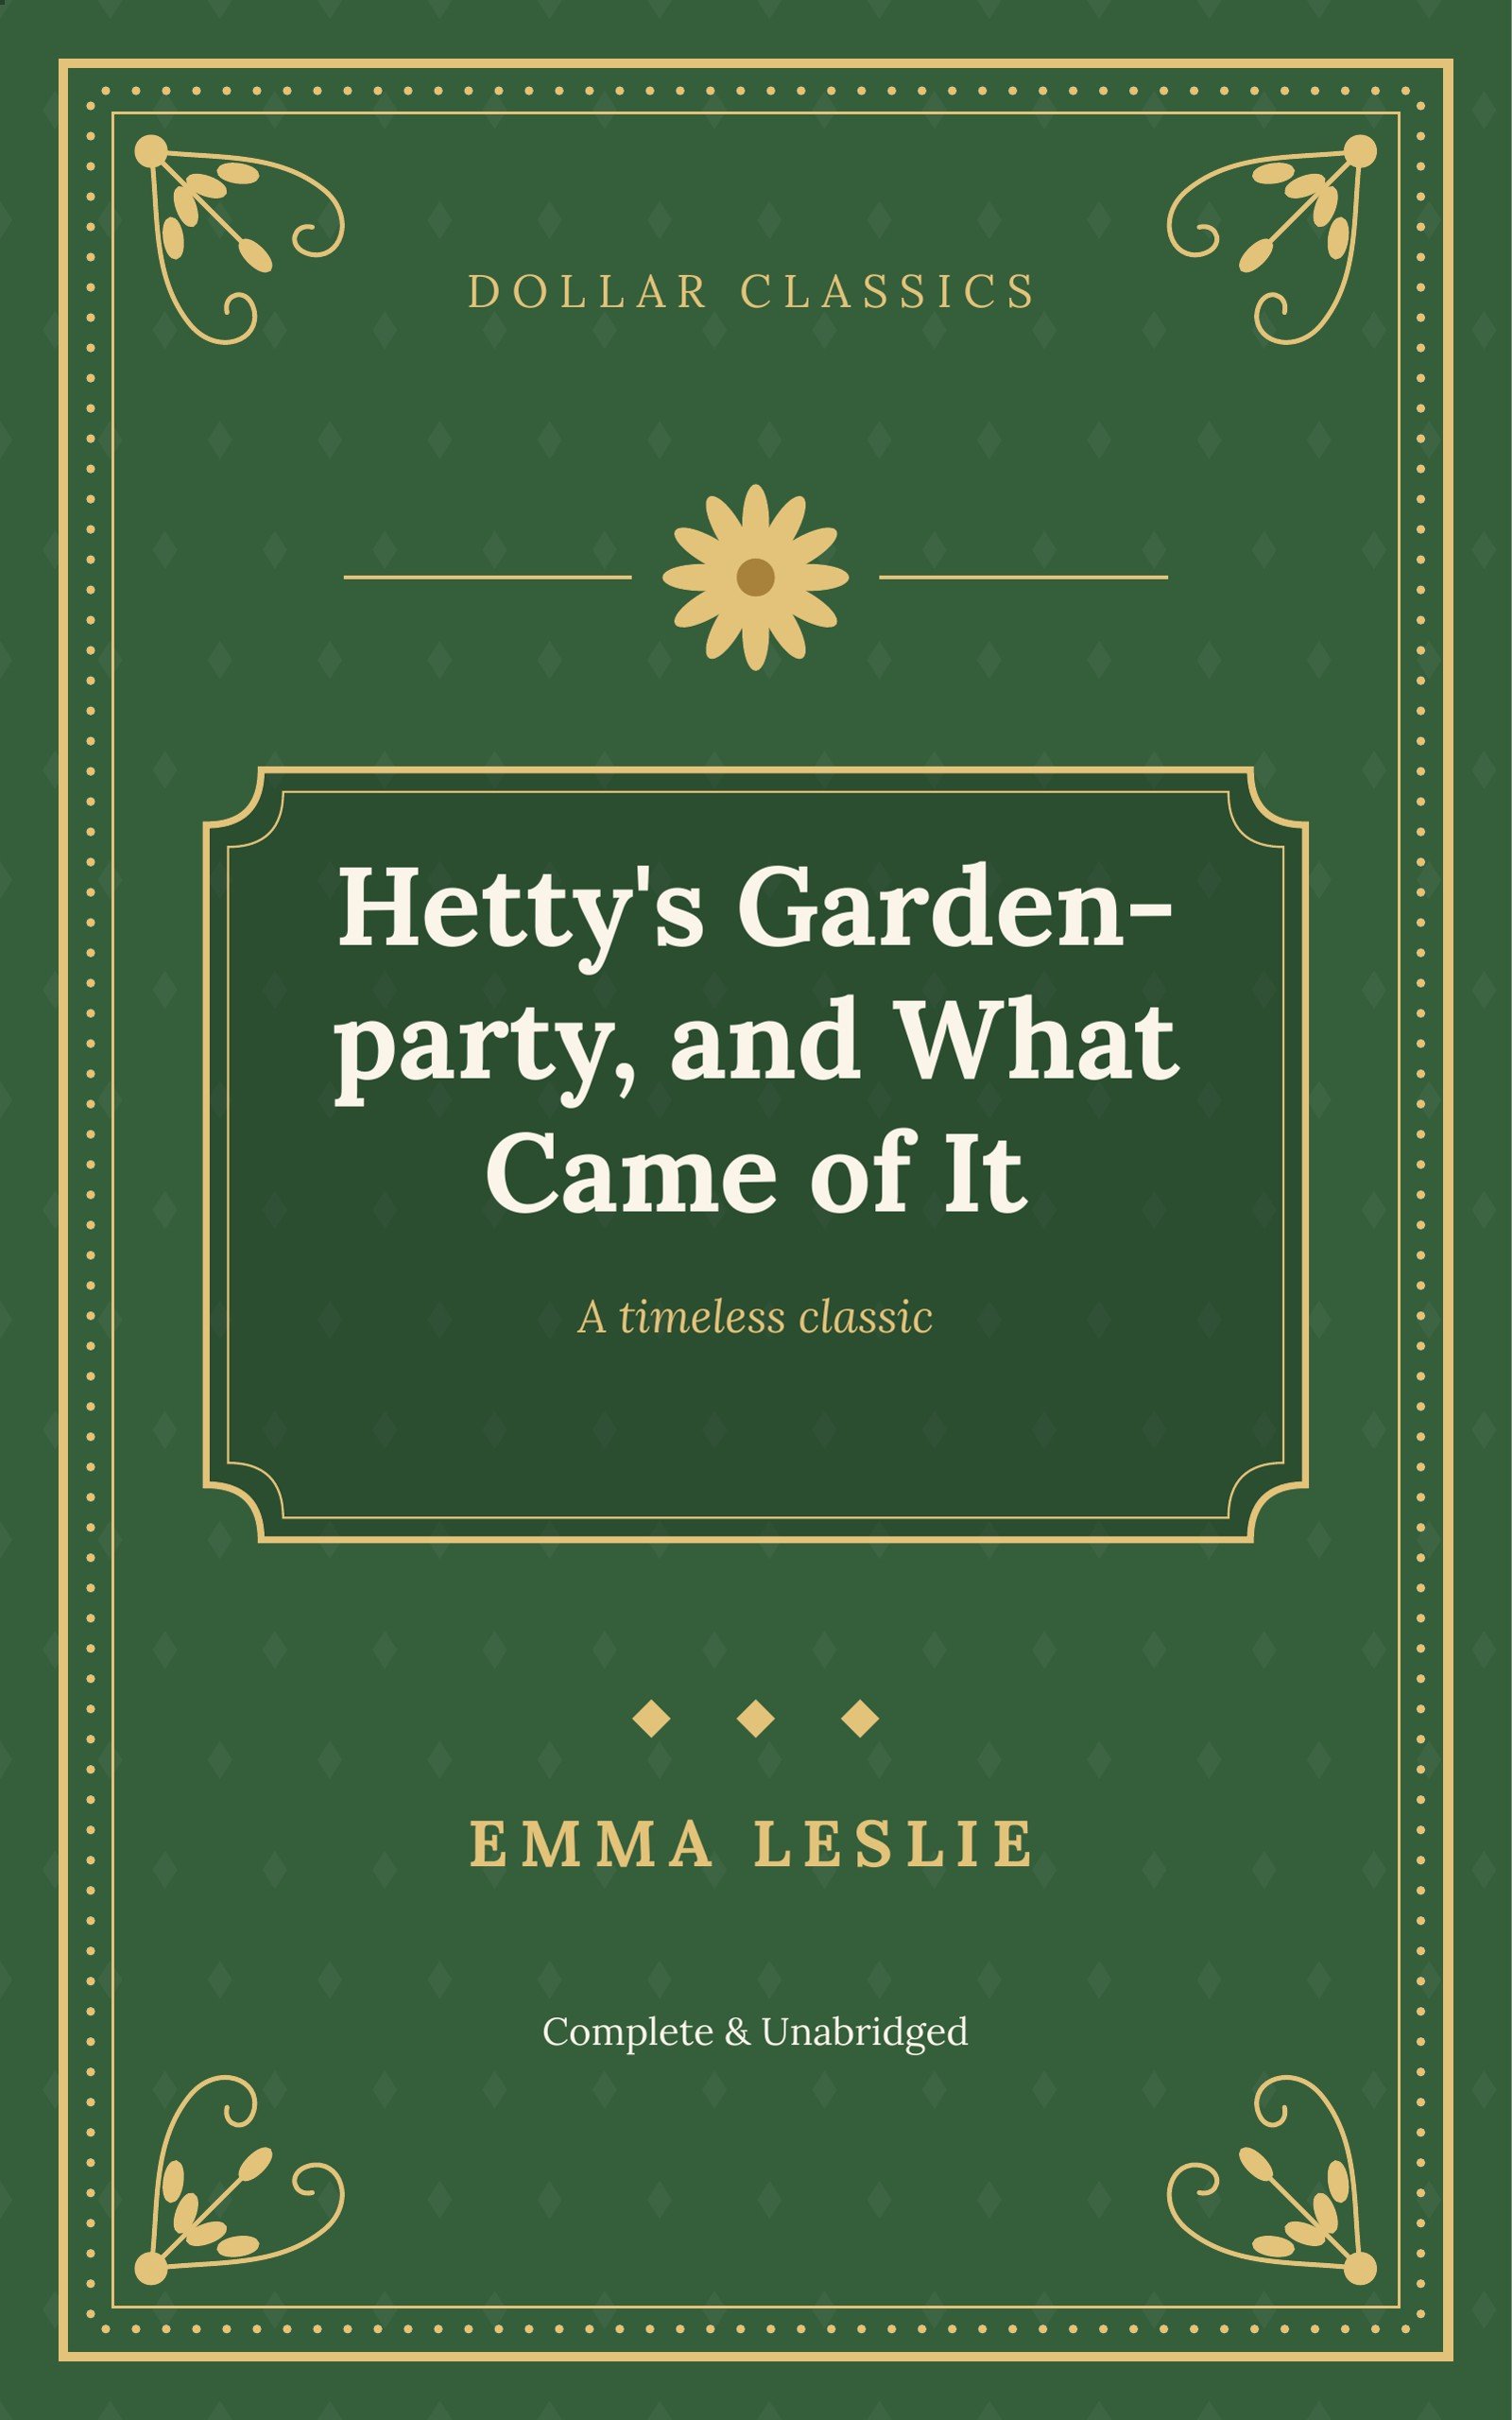 DOLLAR CLASSICS
Hetty's Garden-
party, and What
Came of It
A timeless classic
EMMA LESLIE
Complete & Unabridged